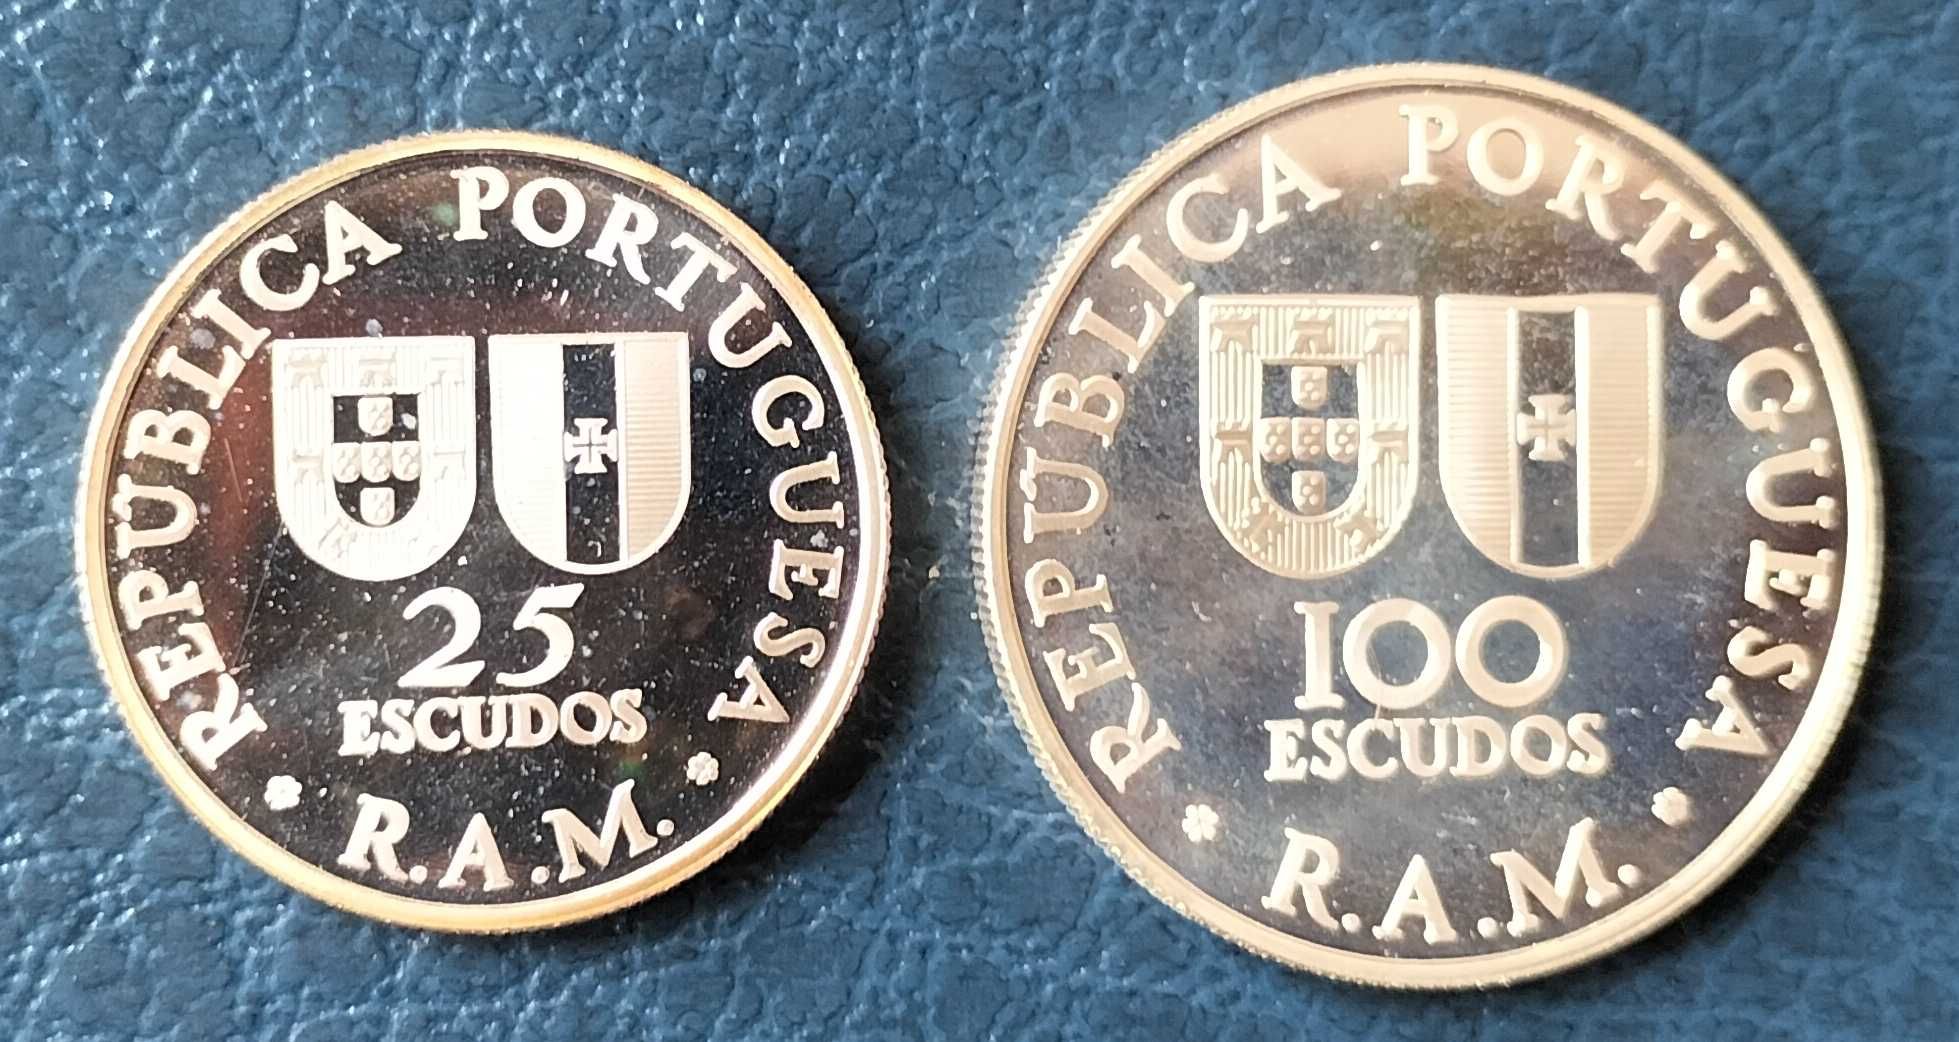 REPUBLICA PORTUGUESA
25
ESCUDOS
R.A.M.
REPUBLICA PORTUGUESA
100
ESCUDOS
R.A.M.